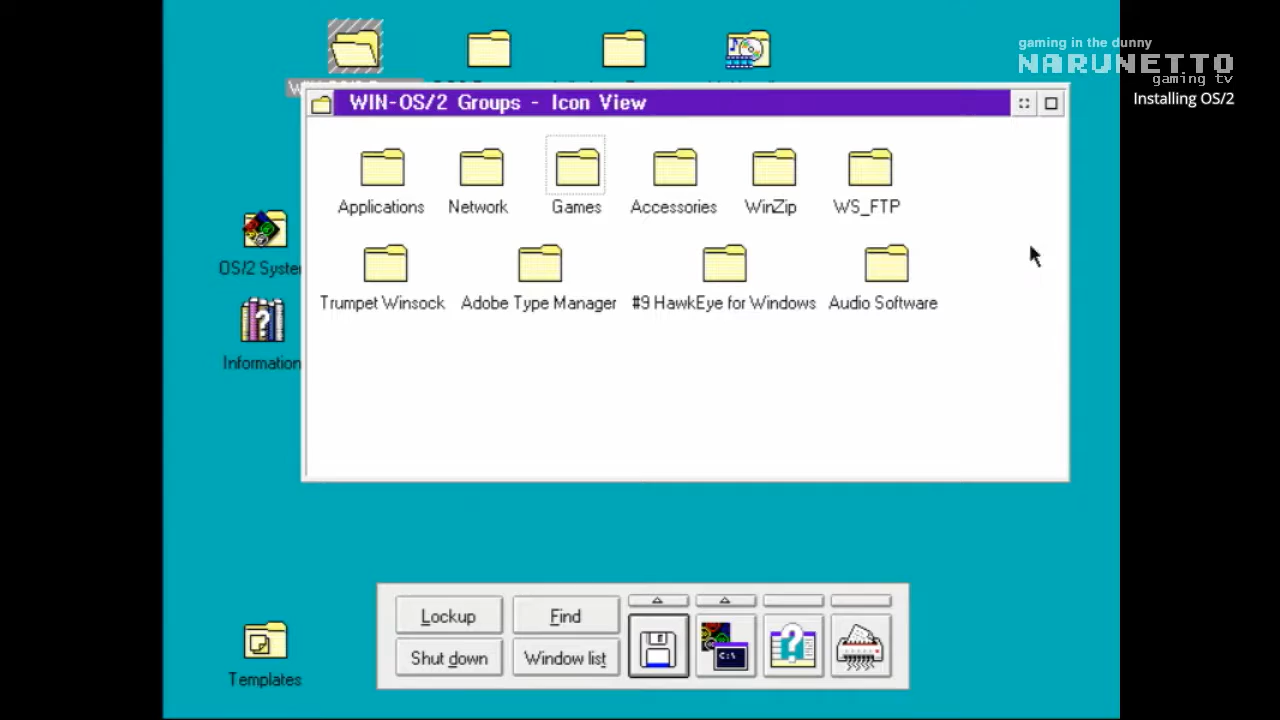 gaming in the dunny
NARUNETTO
gaming tv
Installing OS/2
WIN-OS/2 Groups - Icon View
Applications
Network
Games
Accessories
WinZip
WS_FTP
Trumpet Winsock
Adobe Type Manager
#9 HawkEye for Windows
Audio Software
OS/2 Syste
Information
Templates
Lockup
Find
Shut down
Window list
C:\